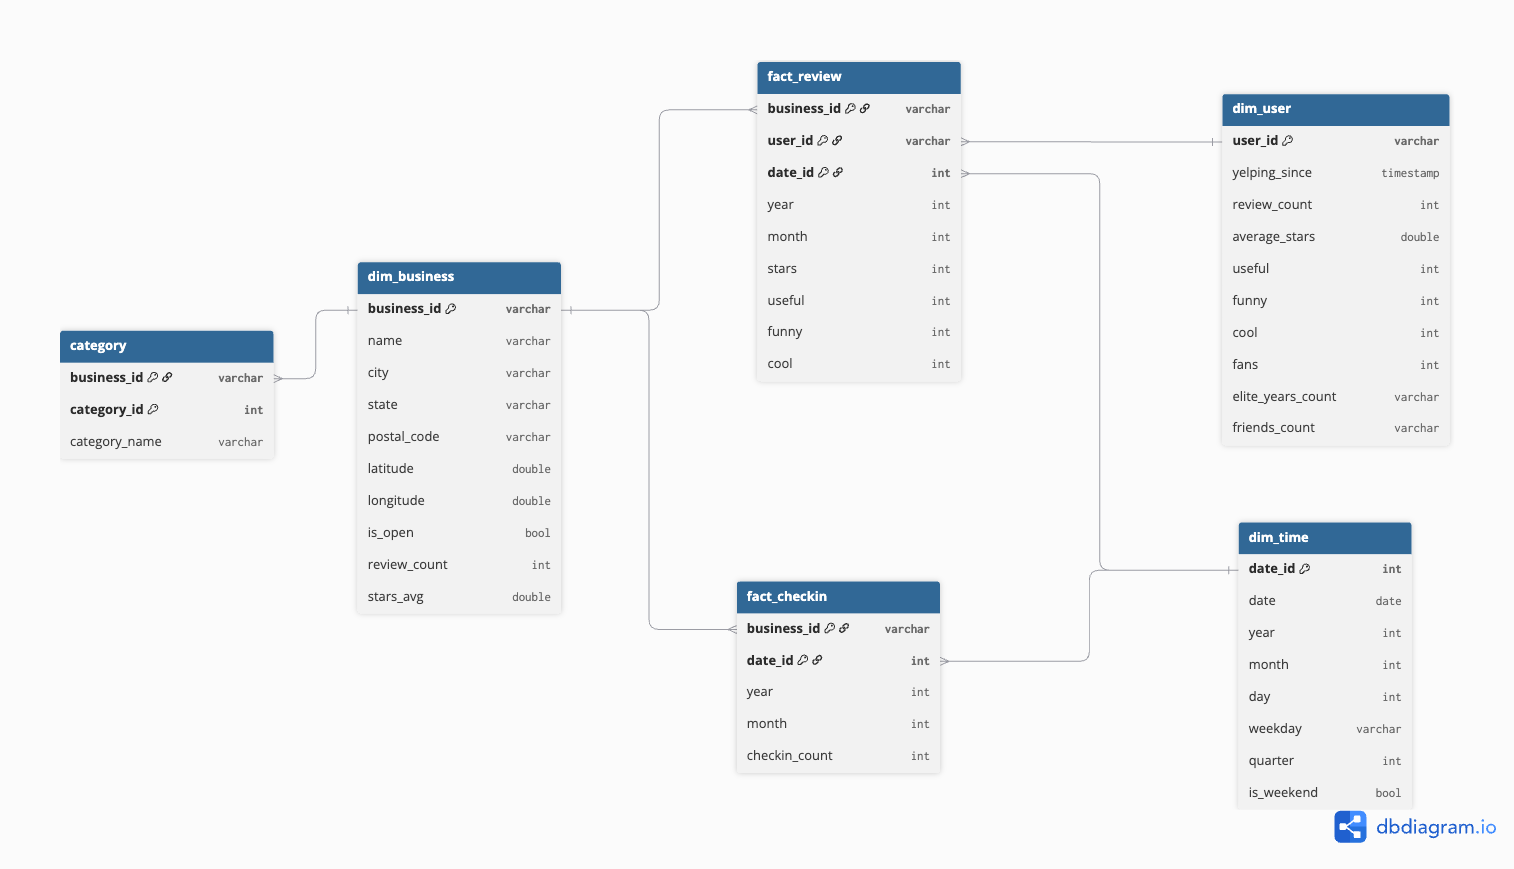 fact_review
business_id varchar
user_id varchar
date_id int
year int
month int
stars int
useful int
funny int
cool int
dim_user
user_id varchar
yelping_since timestamp
review_count int
average_stars double
useful int
funny int
cool int
fans int
elite_years_count varchar
friends_count varchar
dim_business
business_id varchar
name varchar
city varchar
state varchar
postal_code varchar
latitude double
longitude double
is_open bool
review_count int
stars_avg double
category
business_id varchar
category_id int
category_name varchar
fact_checkin
business_id varchar
date_id int
year int
month int
checkin_count int
dim_time
date_id int
date date
year int
month int
day int
weekday varchar
quarter int
is_weekend bool
dbdiagram.io